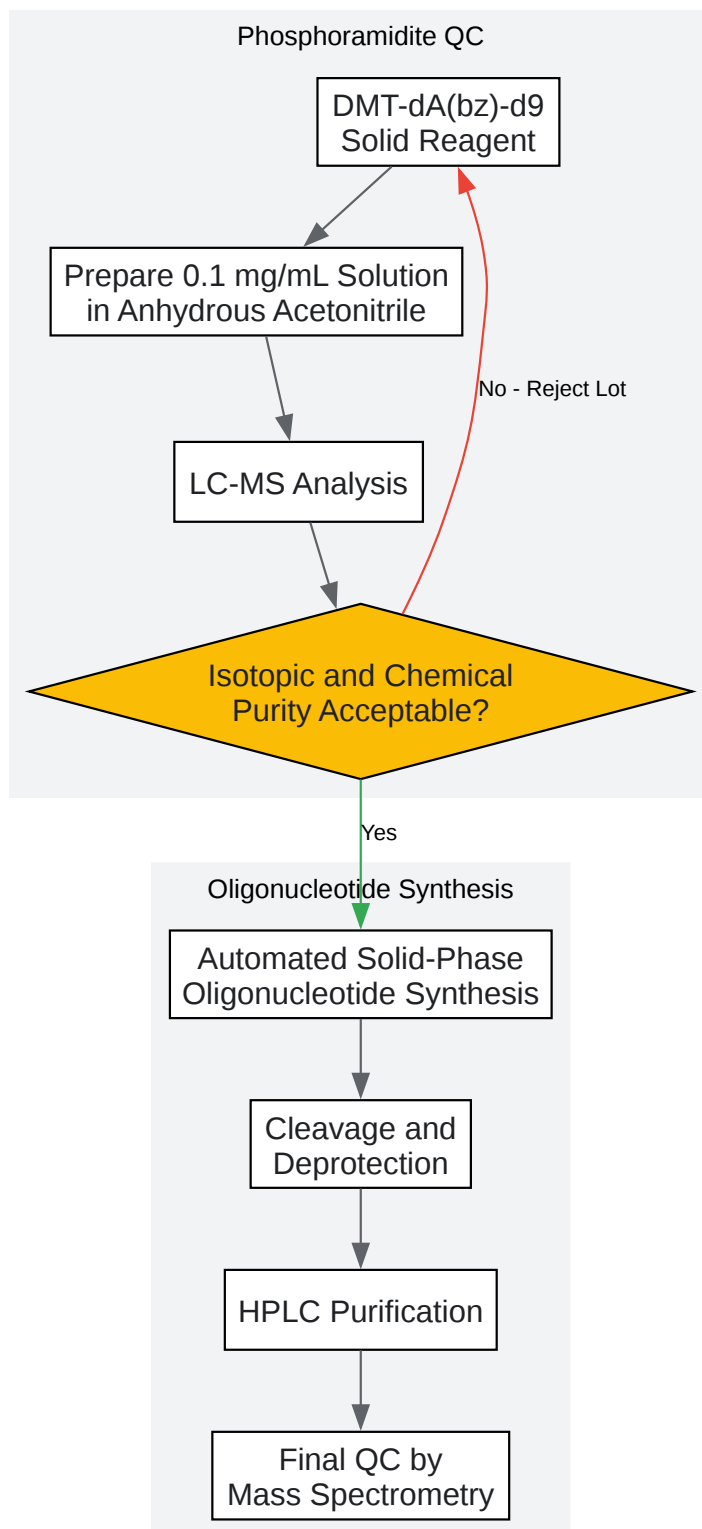 Phosphoramidite QC
DMT-dA(bz)-d9
Solid Reagent
Prepare 0.1 mg/mL Solution
in Anhydrous Acetonitrile
No - Reject Lot
LC-MS Analysis
Isotopic and Chemical
Purity Acceptable?
Yes
Oligonucleotide Synthesis
Automated Solid-Phase
Oligonucleotide Synthesis
Cleavage and
Deprotection
HPLC Purification
Final QC by
Mass Spectrometry